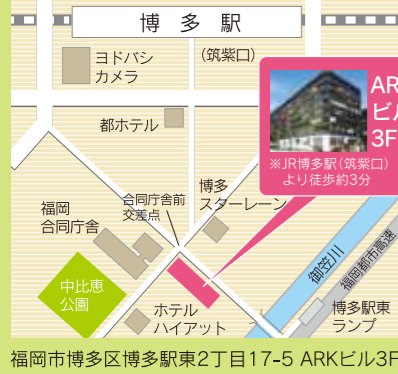 博多駅
ヨドバシ
カメラ
(筑紫口)
AR
ビル
3F
※JR博多駅(筑紫口)
より徒歩約3分
都ホテル
博多
スターレーン
合同庁舎前
交差点
福岡
合同庁舎
中比恵
公園
ホテル
ハイアット
御笠川
福岡都市高速
博多駅東
ランプ
福岡市博多区博多駅東2丁目17-5 ARKビル3F